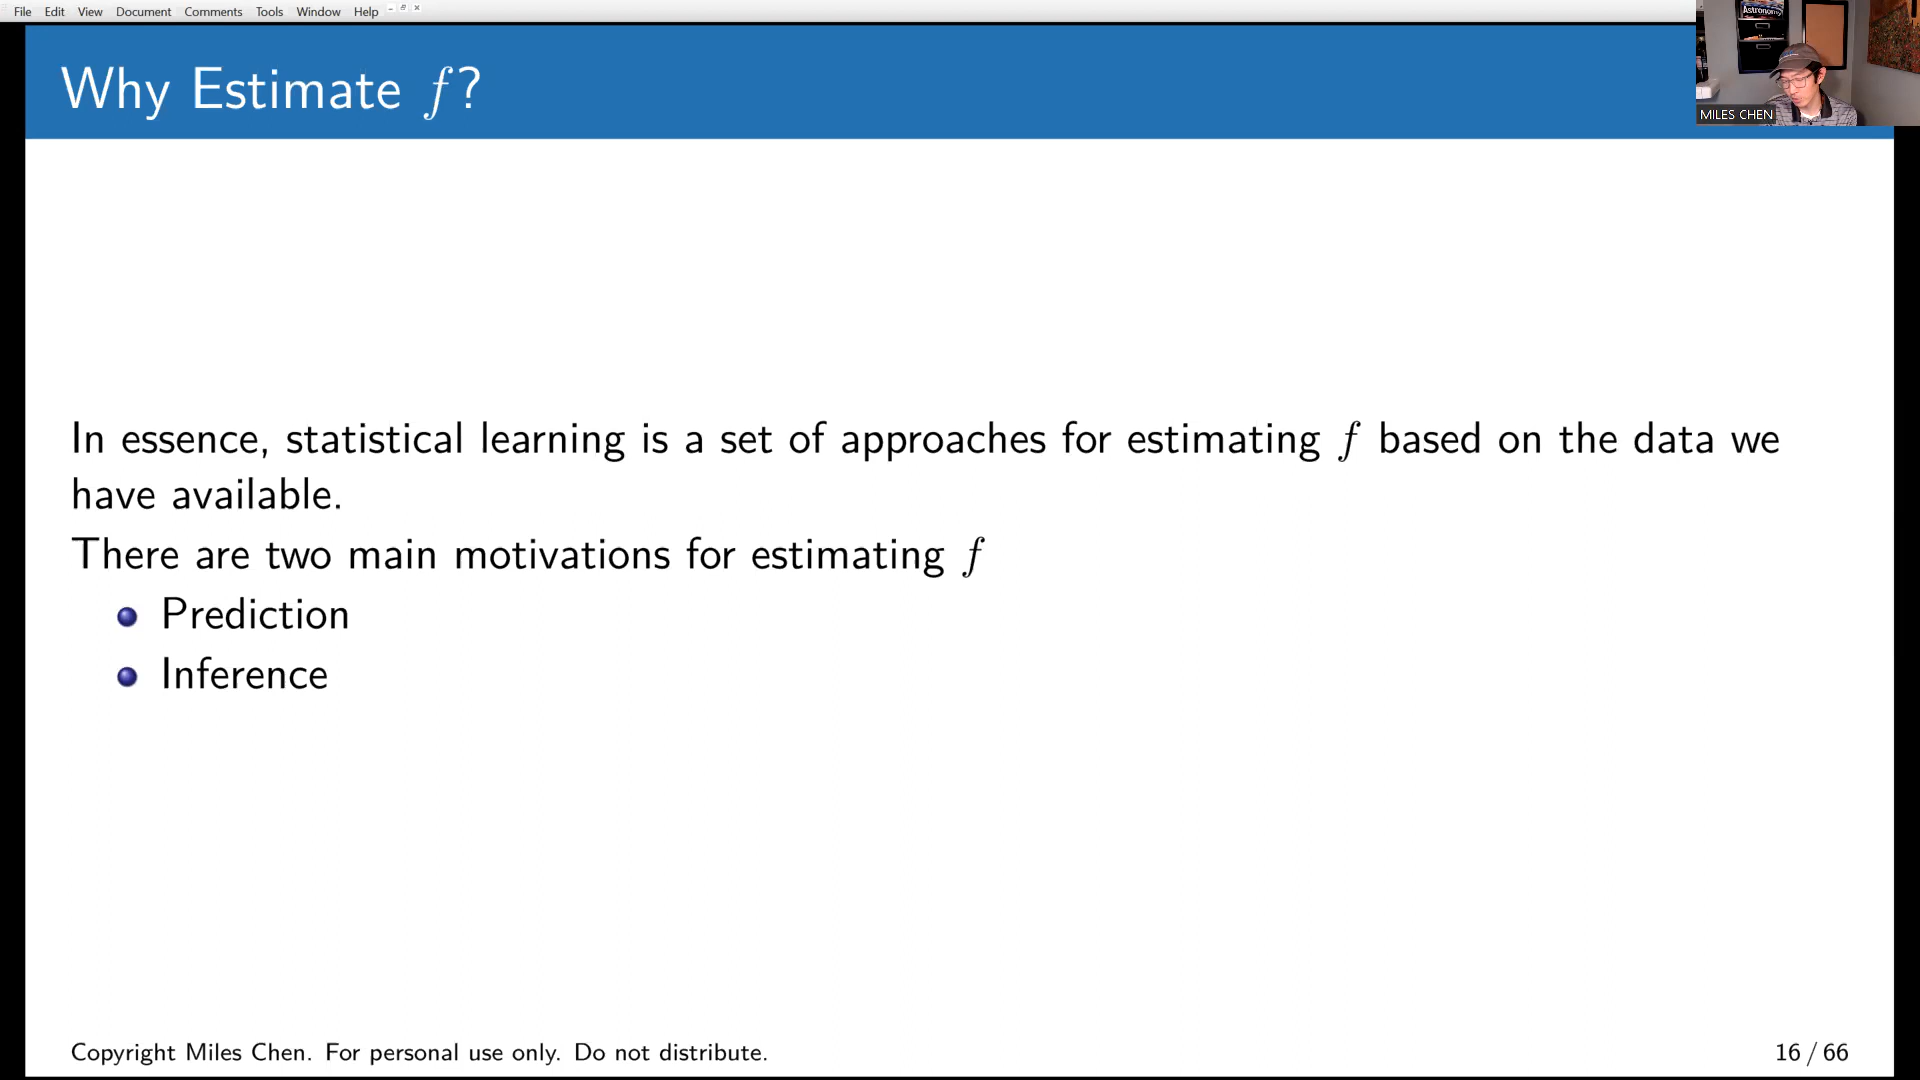 File Edit View Document Comments Tools Window Help
Astronomy
MILES CHEN
Why Estimate f?
In essence, statistical learning is a set of approaches for estimating f based on the data we
have available.
There are two main motivations for estimating f
Prediction
Inference
Copyright Miles Chen. For personal use only. Do not distribute.
16 / 66